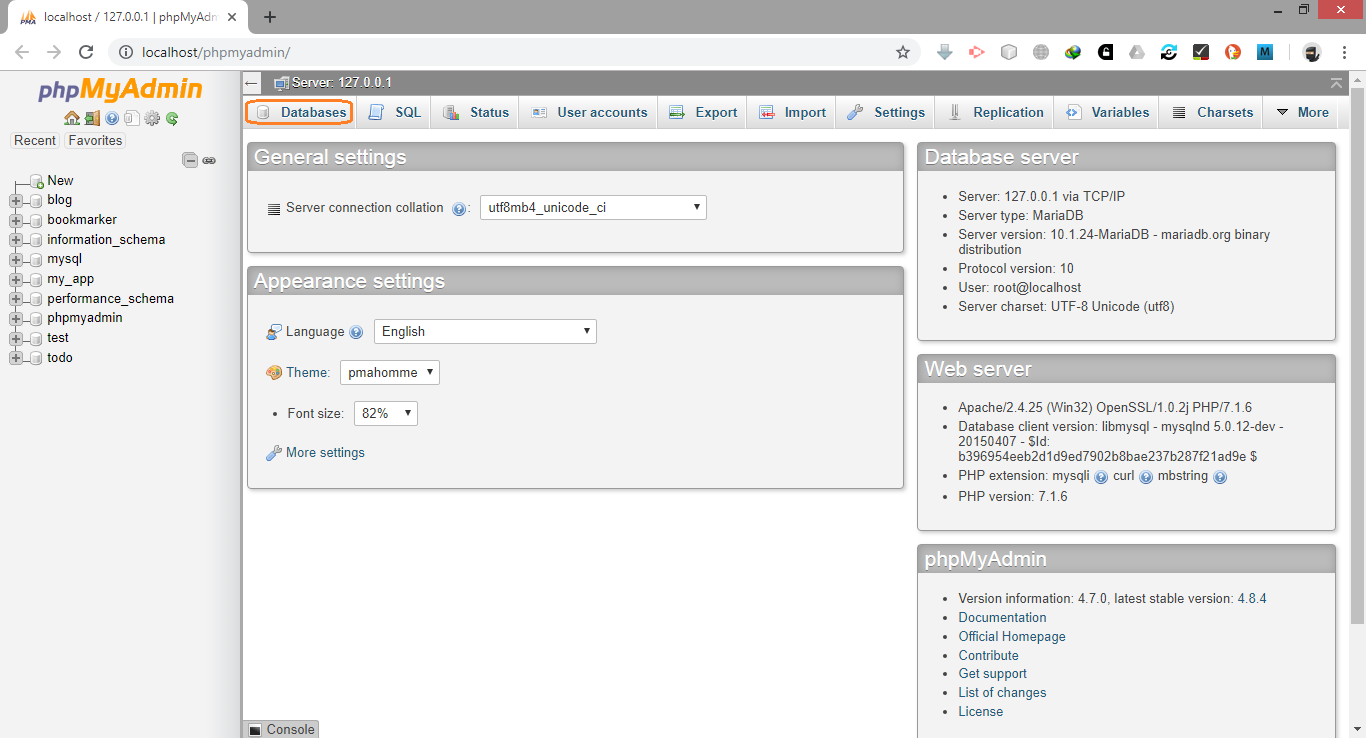 localhost / 127.0.0.1 | phpMyAdm
localhost/phpmyadmin/
phpMyAdmin
Recent Favorites
New
blog
bookmarker
information_schema
mysql
my_app
performance_schema
phpmyadmin
test
todo
Server: 127.0.0.1
Databases SQL Status User accounts Export Import Settings Replication Variables Charsets More
General settings
Server connection collation : utf8mb4_unicode_ci
Appearance settings
Language English
Theme: pmahomme
Font size: 82%
More settings
Database server
Server: 127.0.0.1 via TCP/IP
Server type: MariaDB
Server version: 10.1.24-MariaDB - mariadb.org binary
distribution
Protocol version: 10
User: root@localhost
Server charset: UTF-8 Unicode (utf8)
Web server
Apache/2.4.25 (Win32) OpenSSL/1.0.2j PHP/7.1.6
Database client version: libmysql - mysqlnd 5.0.12-dev -
20150407 - $Id:
b396954eeb2d1d9ed7902b8bae237b287f21ad9e $
PHP extension: mysqli curl mbstring
PHP version: 7.1.6
phpMyAdmin
Version information: 4.7.0, latest stable version: 4.8.4
Documentation
Official Homepage
Contribute
Get support
List of changes
License
Console